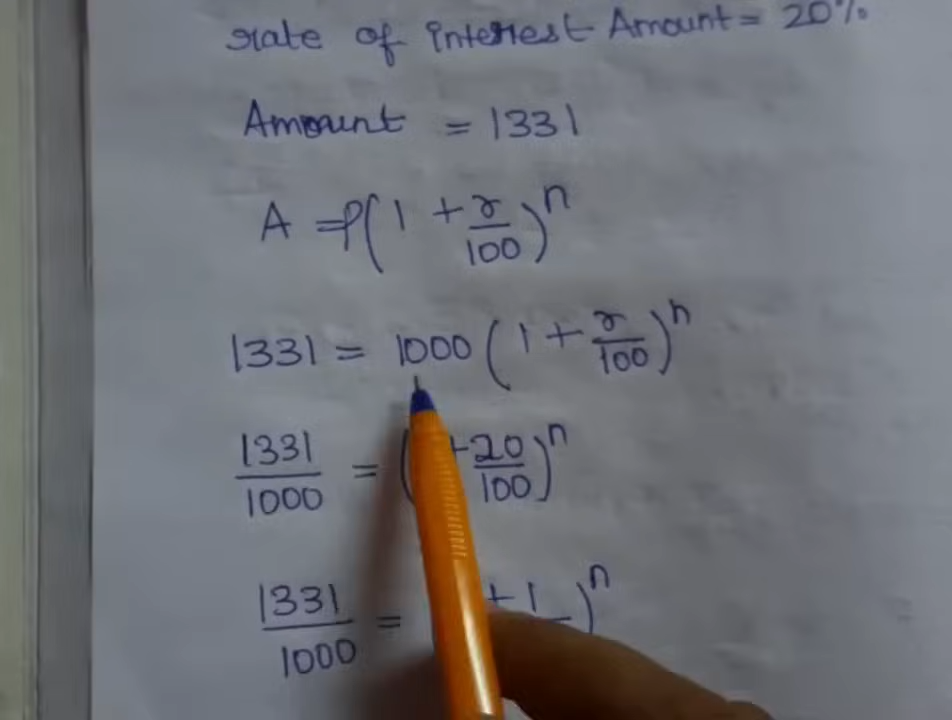 rate of interest Amount = 20%
Amount = 1331
A = P(1 + r/100)^n
1331 = 1000 (1 + r/100)^n
1331/1000 = ( + 20/100)^n
1331/1000 = + 1 )^n